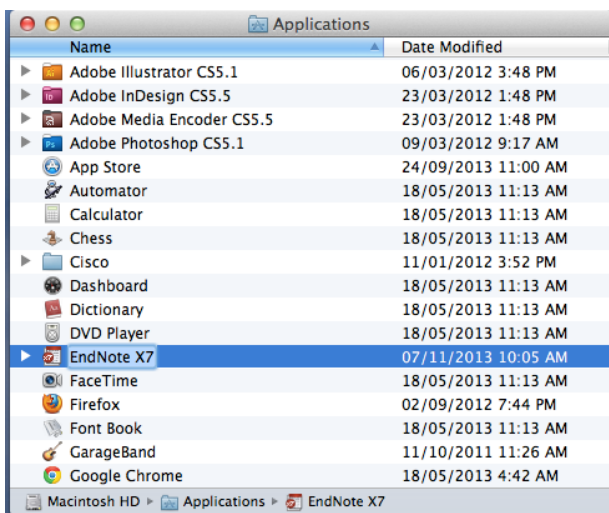 Applications
Name Date Modified
Adobe Illustrator CS5.1 06/03/2012 3:48 PM
Adobe InDesign CS5.5 23/03/2012 1:48 PM
Adobe Media Encoder CS5.5 23/03/2012 1:48 PM
Adobe Photoshop CS5.1 09/03/2012 9:17 AM
App Store 24/09/2013 11:00 AM
Automator 18/05/2013 11:13 AM
Calculator 18/05/2013 11:13 AM
Chess 18/05/2013 11:13 AM
Cisco 11/01/2012 3:52 PM
Dashboard 18/05/2013 11:13 AM
Dictionary 18/05/2013 11:13 AM
DVD Player 18/05/2013 11:13 AM
EndNote X7 07/11/2013 10:05 AM
FaceTime 18/05/2013 11:13 AM
Firefox 02/09/2012 7:44 PM
Font Book 18/05/2013 11:13 AM
GarageBand 11/10/2011 11:26 AM
Google Chrome 18/05/2013 4:42 AM
Macintosh HD Applications EndNote X7